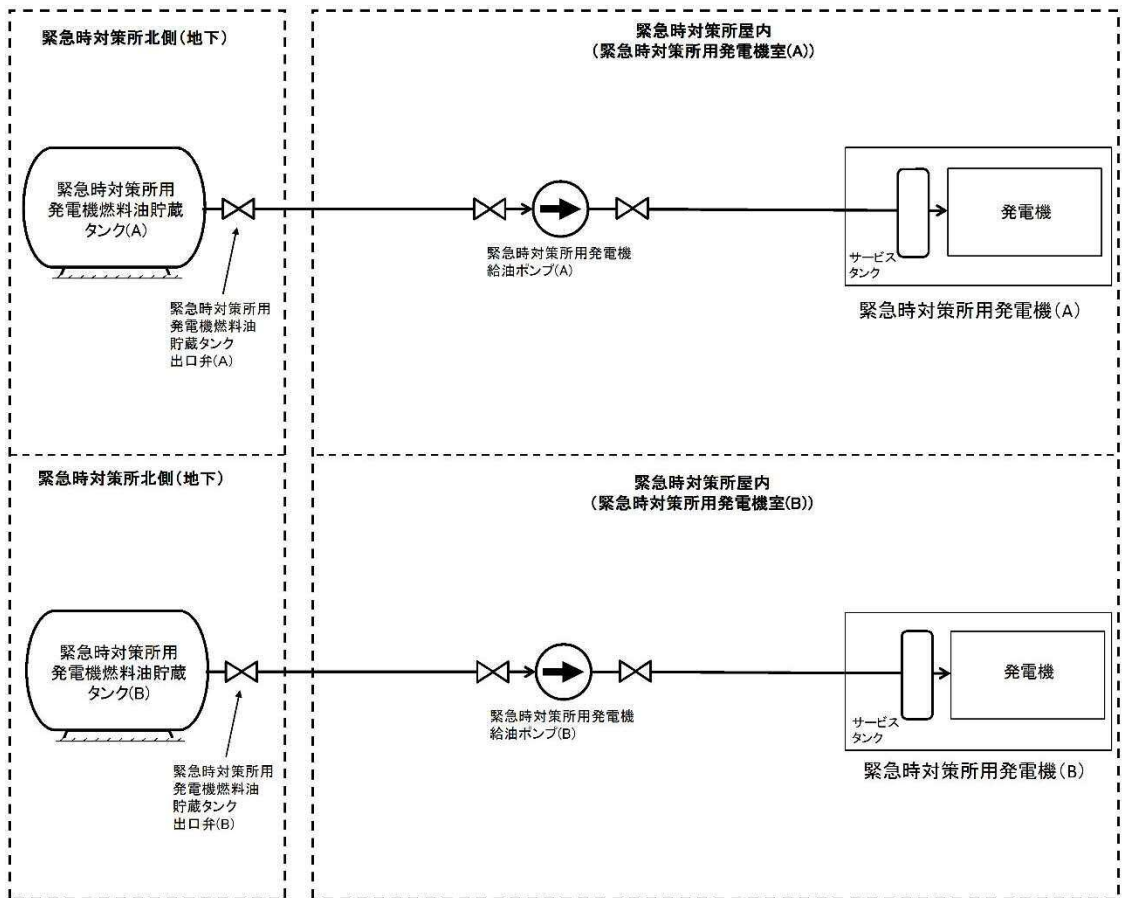 緊急時対策所北側(地下)
緊急時対策所屋内
(緊急時対策所用発電機室(A))
緊急時対策所用
発電機燃料油貯蔵
タンク(A)
緊急時対策所用
発電機燃料油
貯蔵タンク
出口弁(A)
緊急時対策所用発電機
給油ポンプ(A)
サービス
タンク
発電機
緊急時対策所用発電機(A)
緊急時対策所北側(地下)
緊急時対策所屋内
(緊急時対策所用発電機室(B))
緊急時対策所用
発電機燃料油貯蔵
タンク(B)
緊急時対策所用
発電機燃料油
貯蔵タンク
出口弁(B)
緊急時対策所用発電機
給油ポンプ(B)
サービス
タンク
発電機
緊急時対策所用発電機(B)